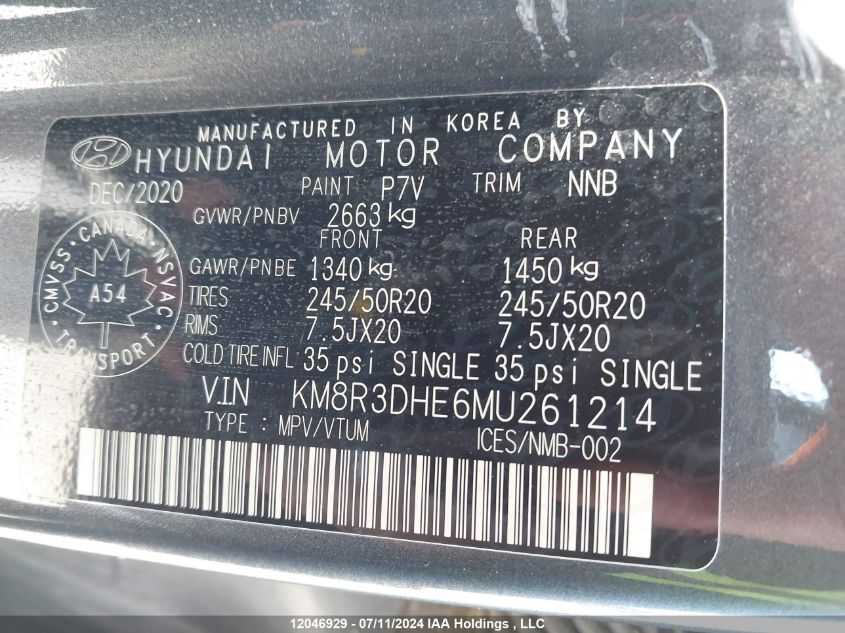 MANUFACTURED IN KOREA BY
HYUNDAI MOTOR COMPANY
DEC/2020 PAINT P7V TRIM NNB
GVWR/PNBV 2663 kg
FRONT REAR
GAWR/PNBE 1340 kg 1450 kg
TIRES 245/50R20 245/50R20
RIMS 7.5JX20 7.5JX20
COLD TIRE INFL 35 psi SINGLE 35 psi SINGLE
VIN KM8R3DHE6MU261214
TYPE : MPV/VTUM ICES/NMB-002
CMVSS · CANADA · NSVAC
A54
TRANSPORT
12046929 - 07/11/2024 IAA Holdings , LLC